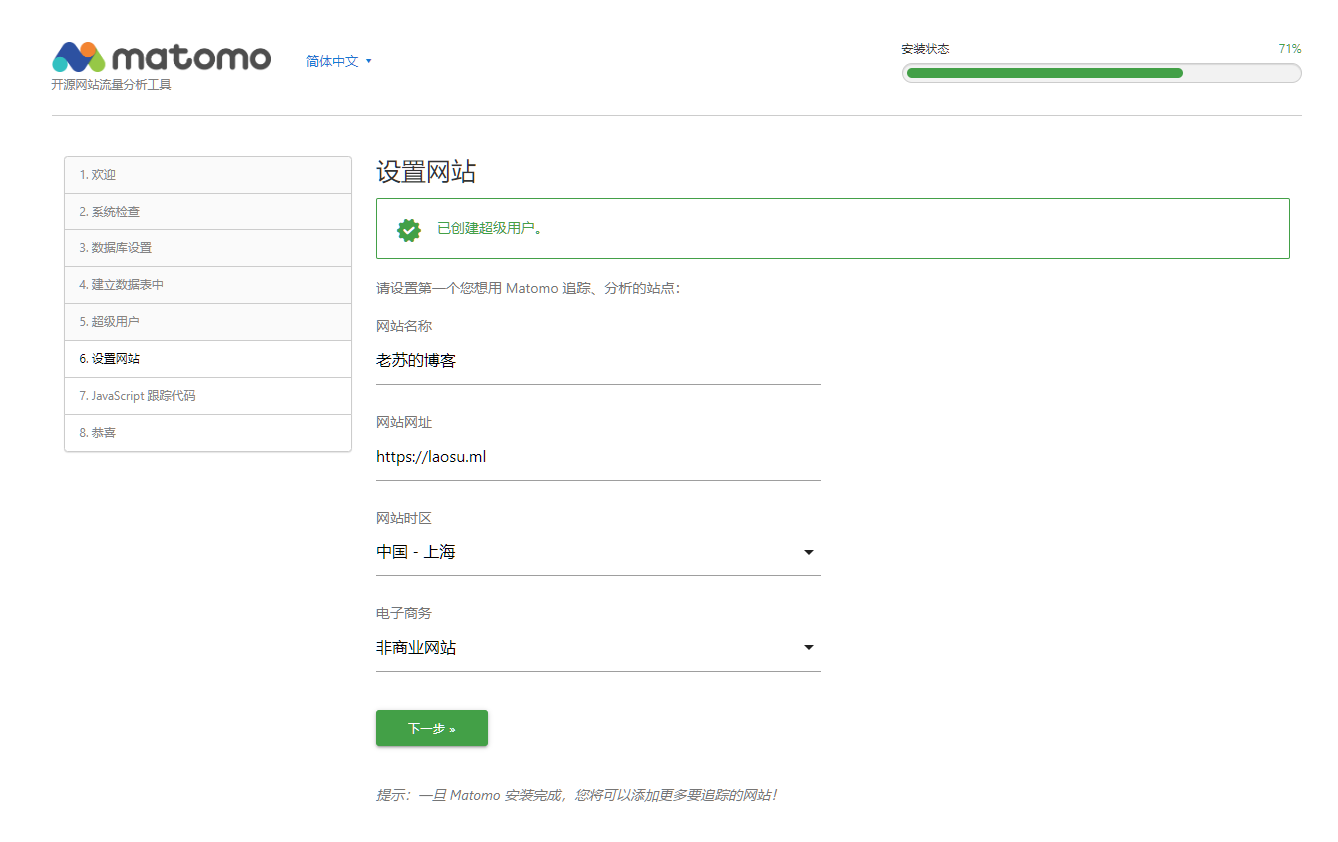 matomo
简体中文
安装状态
71%
开源网站流量分析工具
1. 欢迎
2. 系统检查
3. 数据库设置
4. 建立数据表中
5. 超级用户
6. 设置网站
7. JavaScript 跟踪代码
8. 恭喜
设置网站
已创建超级用户。
请设置第一个您想用 Matomo 追踪、分析的站点:
网站名称
老苏的博客
网站网址
https://laosu.ml
网站时区
中国 - 上海
电子商务
非商业网站
下一步 »
提示：一旦 Matomo 安装完成，您将可以添加更多要追踪的网站！